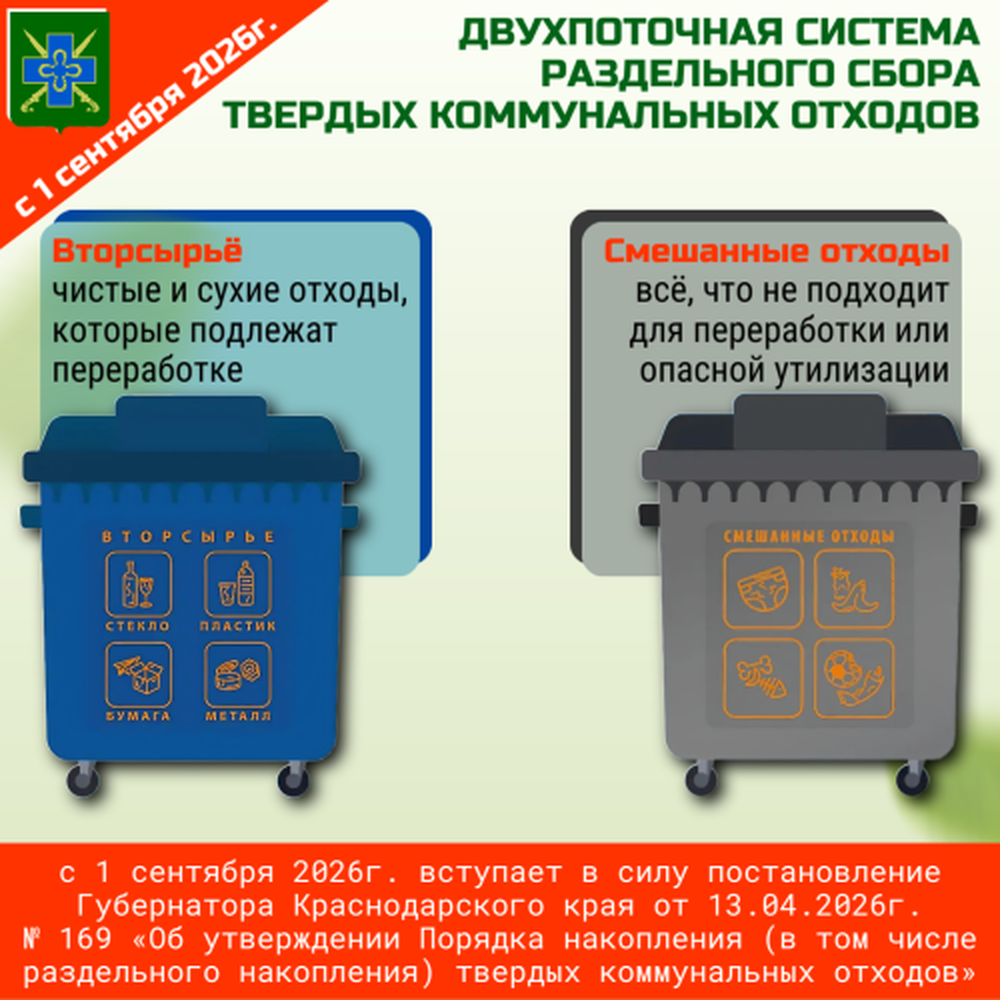 с 1 сентября 2026г.
ДВУХПОТОЧНАЯ СИСТЕМА
РАЗДЕЛЬНОГО СБОРА
ТВЕРДЫХ КОММУНАЛЬНЫХ ОТХОДОВ
Вторсырьё
чистые и сухие отходы,
которые подлежат
переработке
Смешанные отходы
всё, что не подходит
для переработки или
опасной утилизации
ВТОРСЫРЬЕ
СТЕКЛО
ПЛАСТИК
БУМАГА
МЕТАЛЛ
СМЕШАННЫЕ ОТХОДЫ
с 1 сентября 2026г. вступает в силу постановление
Губернатора Краснодарского края от 13.04.2026г.
№ 169 «Об утверждении Порядка накопления (в том числе
раздельного накопления) твердых коммунальных отходов»